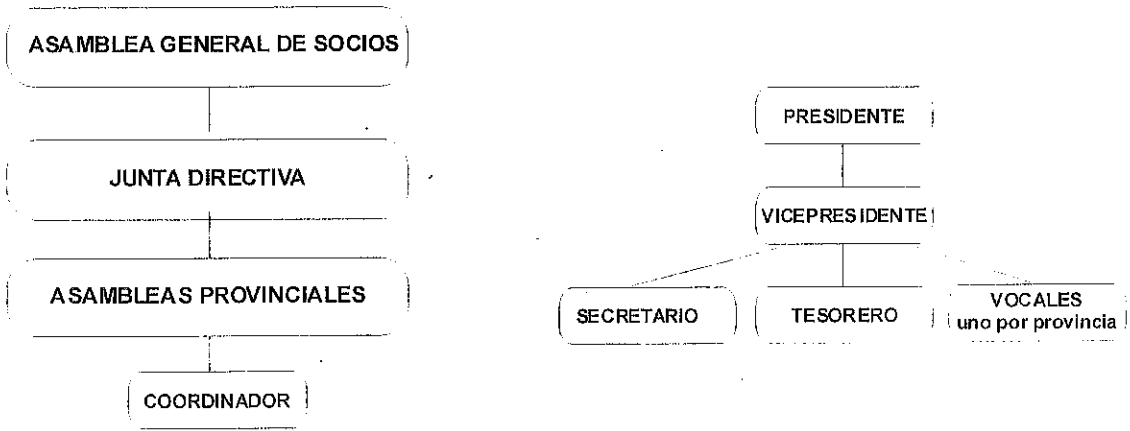 ASAMBLEA GENERAL DE SOCIOS
JUNTA DIRECTIVA
ASAMBLEAS PROVINCIALES
COORDINADOR
PRESIDENTE
VICEPRESIDENTE
SECRETARIO
TESORERO
VOCALES
uno por provincia